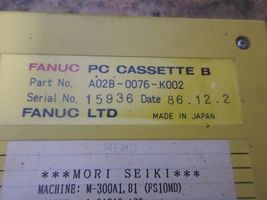 FANUC PC CASSETTE B
Part No. A02B-0076-K002
Serial No. 15936 Date 86.12.2
FANUC LTD MADE IN JAPAN
MEMO
***MORI SEIKI***
MACHINE: M-300A1,B1 (FS10MD)